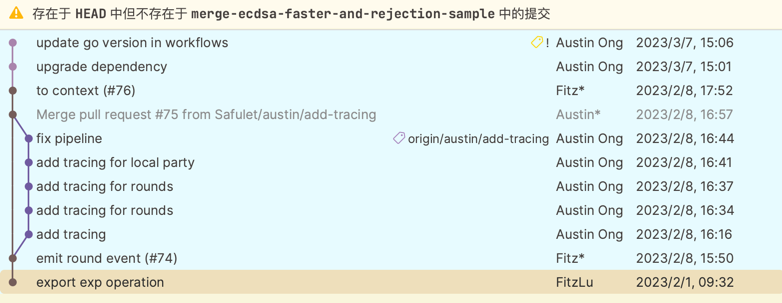 存在于 HEAD 中但不存在于 merge-ecdsa-faster-and-rejection-sample 中的提交
update go version in workflows ! Austin Ong 2023/3/7, 15:06
upgrade dependency Austin Ong 2023/3/7, 15:01
to context (#76) Fitz* 2023/2/8, 17:52
Merge pull request #75 from Safulet/austin/add-tracing Austin* 2023/2/8, 16:57
fix pipeline origin/austin/add-tracing Austin Ong 2023/2/8, 16:44
add tracing for local party Austin Ong 2023/2/8, 16:41
add tracing for rounds Austin Ong 2023/2/8, 16:37
add tracing for rounds Austin Ong 2023/2/8, 16:34
add tracing Austin Ong 2023/2/8, 16:16
emit round event (#74) Fitz* 2023/2/8, 15:50
export exp operation FitzLu 2023/2/1, 09:32